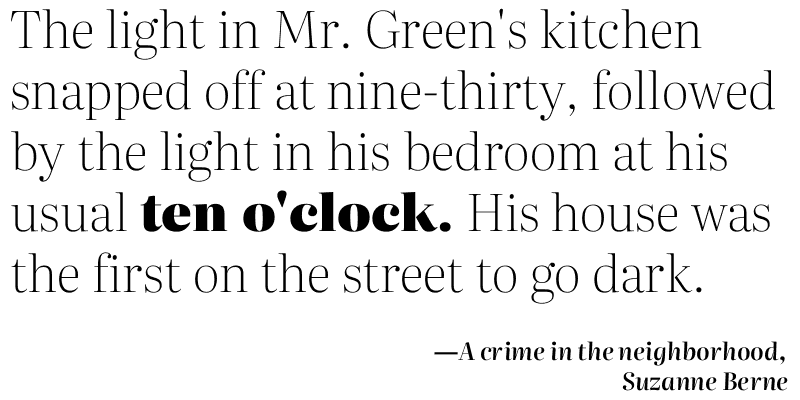 The light in Mr. Green's kitchen
snapped off at nine-thirty, followed
by the light in his bedroom at his
usual ten o'clock. His house was
the first on the street to go dark.
—A crime in the neighborhood,
Suzanne Berne